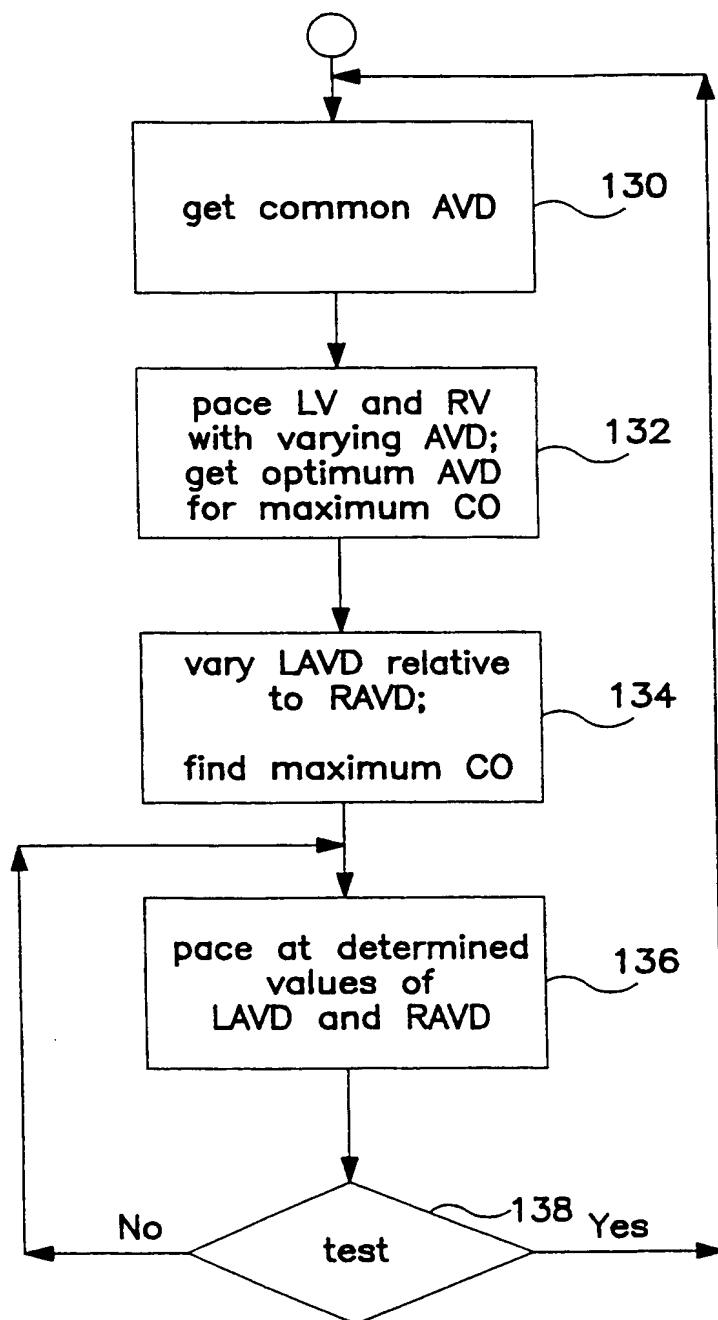 get common AVD
130
pace LV and RV
with varying AVD;
get optimum AVD
for maximum CO
132
vary LAVD relative
to RAVD;
find maximum CO
134
pace at determined
values of
LAVD and RAVD
136
No
test
138
Yes